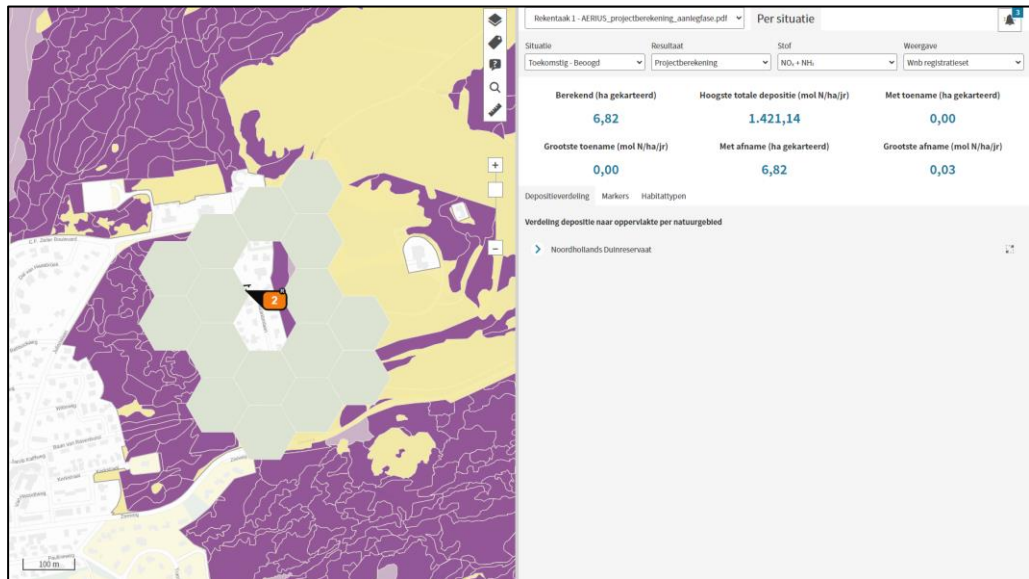 Rekentaak 1 - AERIUS_projectberekening_aanlegfase.pdf
Per situatie
3
Situatie
Resultaat
Stof
Weergave
Toekomstig - Beoogd
Projectberekening
NOₓ + NH₃
Wnb registratieset
Berekend (ha gekarteerd)
Hoogste totale depositie (mol N/ha/jr)
Met toename (ha gekarteerd)
6,82
1.421,14
0,00
Grootste toename (mol N/ha/jr)
Met afname (ha gekarteerd)
Grootste afname (mol N/ha/jr)
0,00
6,82
0,03
Depositieverdeling
Markers
Habitattypen
Verdeling depositie naar oppervlakte per natuurgebied
Noordhollands Duinreservaat
2
Zeeweg
100 m